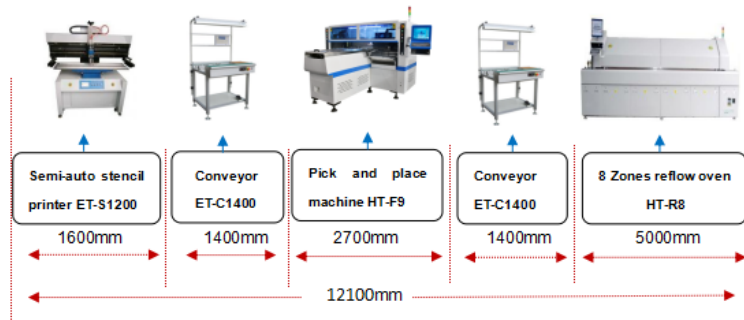 Semi-auto stencil
printer ET-S1200
Conveyor
ET-C1400
Pick and place
machine HT-F9
Conveyor
ET-C1400
8 Zones reflow oven
HT-R8
1600mm
1400mm
2700mm
1400mm
5000mm
12100mm